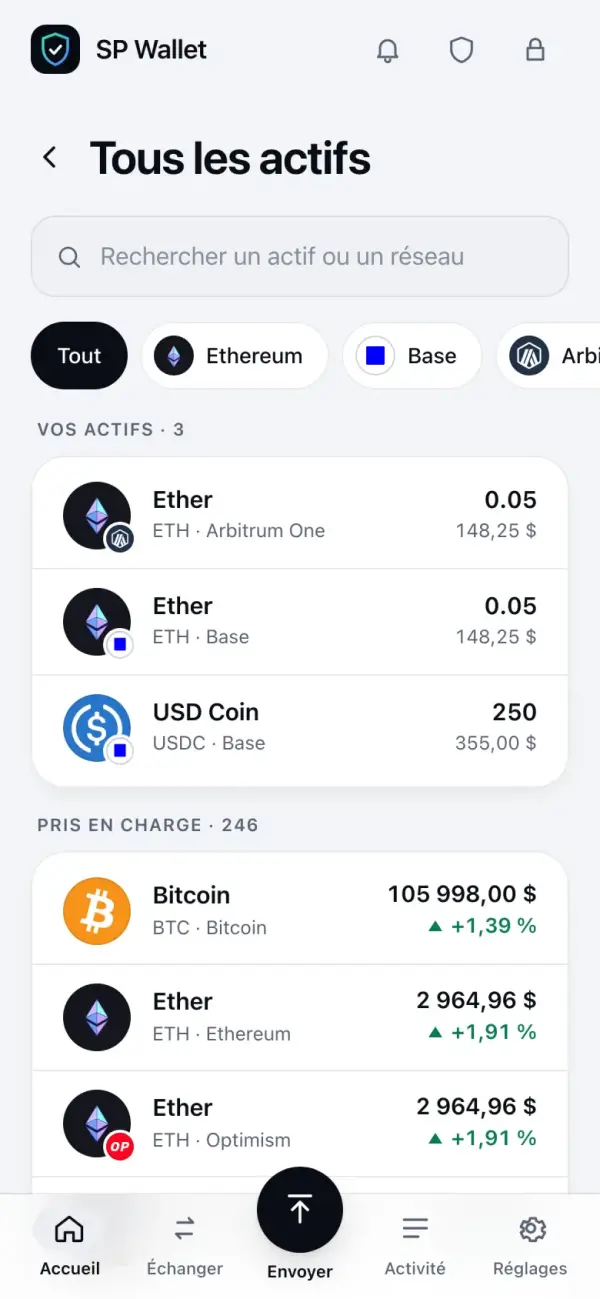 SP Wallet
Tous les actifs
Rechercher un actif ou un réseau
Tout
Ethereum
Base
Arbi
VOS ACTIFS · 3
Ether
0.05
ETH · Arbitrum One
148,25 $
Ether
0.05
ETH · Base
148,25 $
USD Coin
250
USDC · Base
355,00 $
PRIS EN CHARGE · 246
Bitcoin
105 998,00 $
BTC · Bitcoin
▲ +1,39 %
Ether
2 964,96 $
ETH · Ethereum
▲ +1,91 %
Ether
2 964,96 $
OP
ETH · Optimism
▲ +1,91 %
Accueil
Échanger
Envoyer
Activité
Réglages